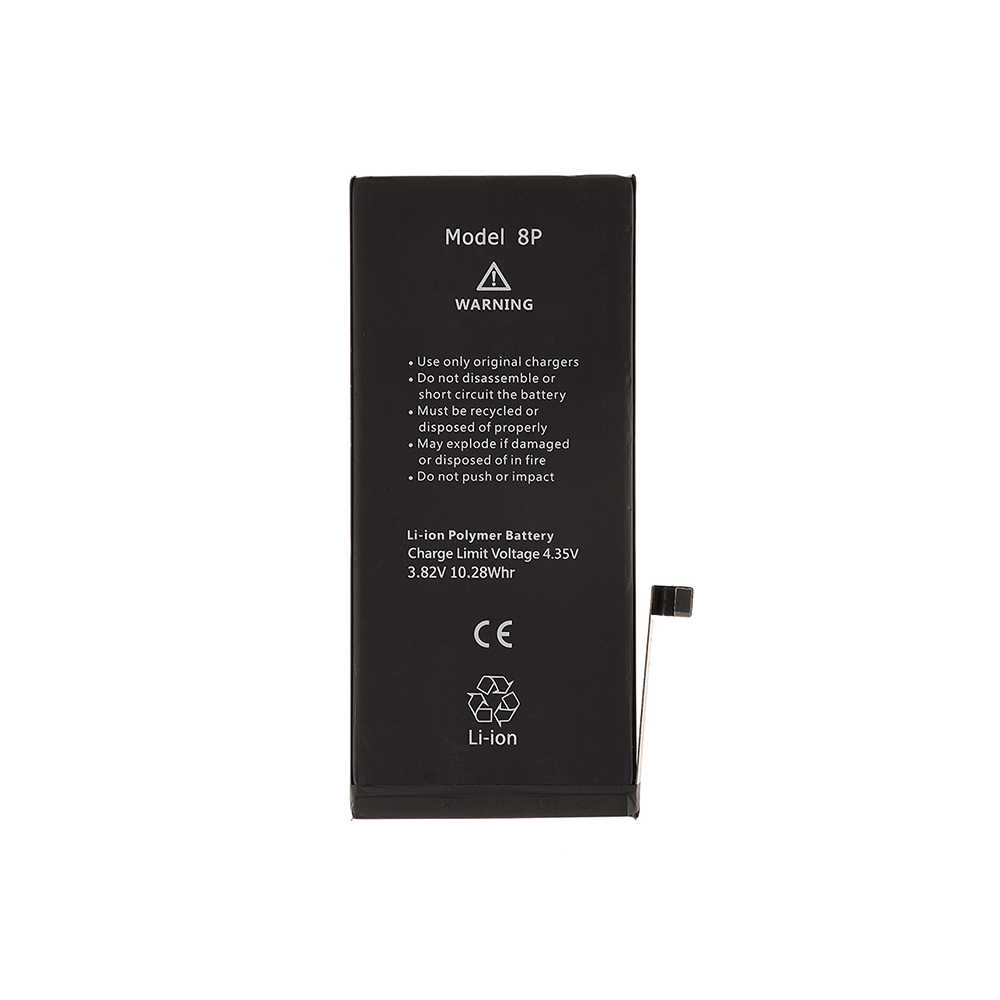 Model 8P
WARNING
• Use only original chargers
• Do not disassemble or
short circuit the battery
• Must be recycled or
disposed of properly
• May explode if damaged
or disposed of in fire
• Do not push or impact
Li-ion Polymer Battery
Charge Limit Voltage 4.35V
3.82V 10.28Whr
CE
Li-ion